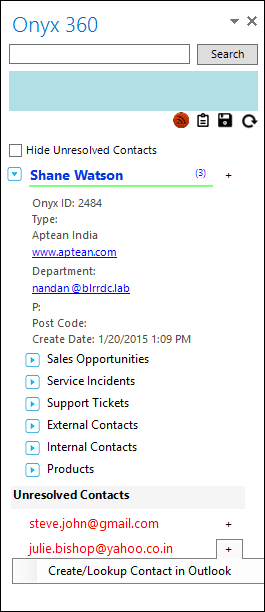 Onyx 360
Search
Hide Unresolved Contacts
Shane Watson (3) +
Onyx ID: 2484
Type:
Aptean India
www.aptean.com
Department:
nandan @blrrdc.lab
P:
Post Code:
Create Date: 1/20/2015 1:09 PM
Sales Opportunities
Service Incidents
Support Tickets
External Contacts
Internal Contacts
Products
Unresolved Contacts
steve.john@gmail.com +
julie.bishop@yahoo.co.in +
Create/Lookup Contact in Outlook